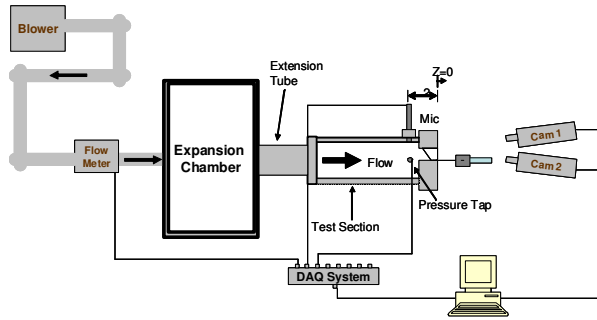 Blower
Z=0
Extension
Tube
2
Mic
Cam 1
Flow
Meter
Expansion
Chamber
Flow
Cam 2
Pressure Tap
Test Section
DAQ System